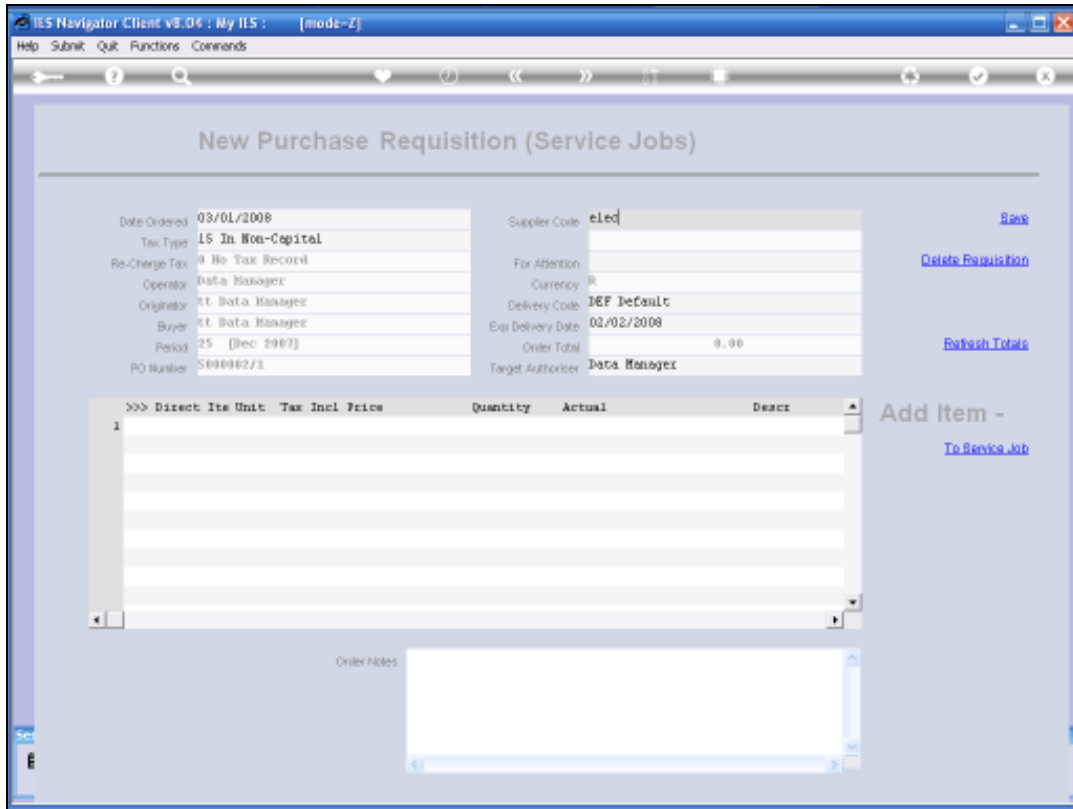 IES Navigator Client v8.04 : My IES : [mode=Z]
Help Submit Quit Functions Commands
New Purchase Requisition (Service Jobs)
Date Ordered 03/01/2008 Supplier Code elec Save
Tax Type 15 In Non-Capital
Re-Charge Tax 0 No Tax Record For Attention Delete Requisition
Operator Data Manager Currency R
Originator tt Data Manager Delivery Code DEF Default
Buyer tt Data Manager Exp Delivery Date 02/02/2008
Period 25 [Dec 2007] Order Total 0.00 Refresh Totals
PO Number S000002/1 Target Authoriser Data Manager
>>> Direct Ite Unit Tax Incl Price Quantity Actual Descr
Add Item -
1
To Service Job
Order Notes